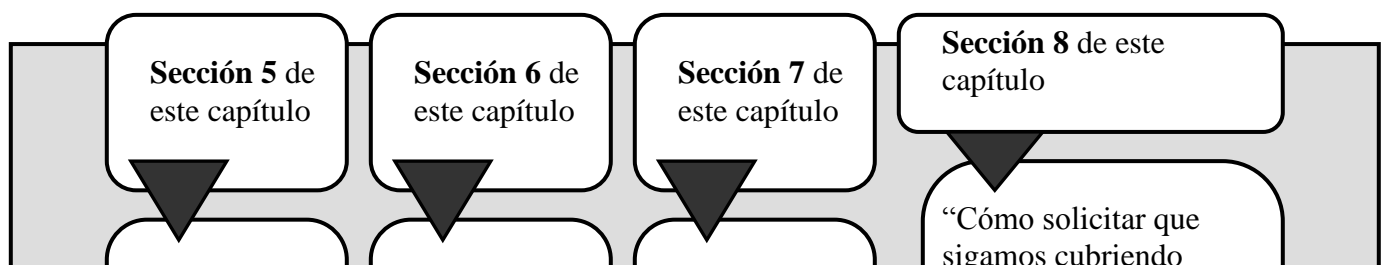 Sección 5 de
este capítulo
Sección 6 de
este capítulo
Sección 7 de
este capítulo
Sección 8 de este
capítulo
“Cómo solicitar que
sigamos cubriendo